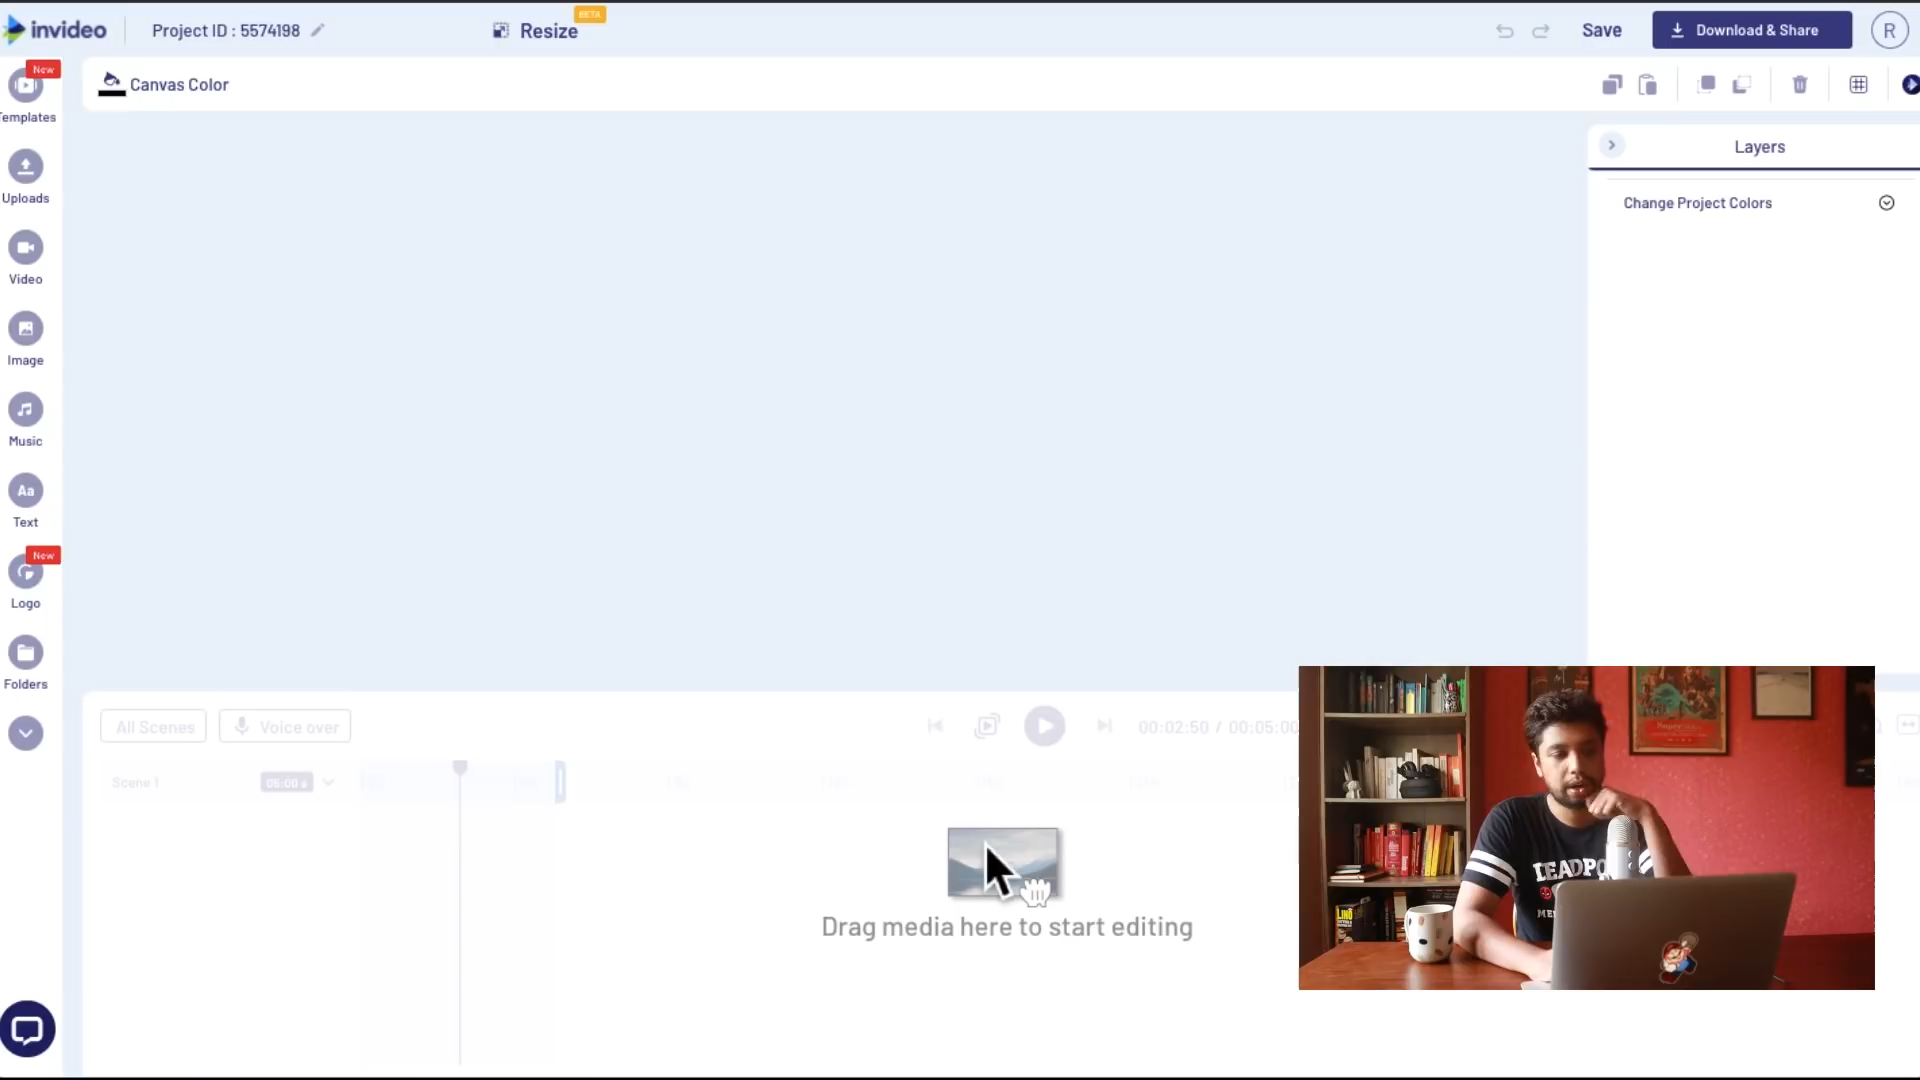 invideo
Project ID : 5574198
Resize
BETA
Save
Download & Share
R
New
Templates
Canvas Color
Layers
Change Project Colors
Uploads
Video
Image
Music
Aa
Text
New
Logo
Folders
All Scenes
Voice over
00:02:50 / 00:05:00
Scene 1
05:00 s
Drag media here to start editing